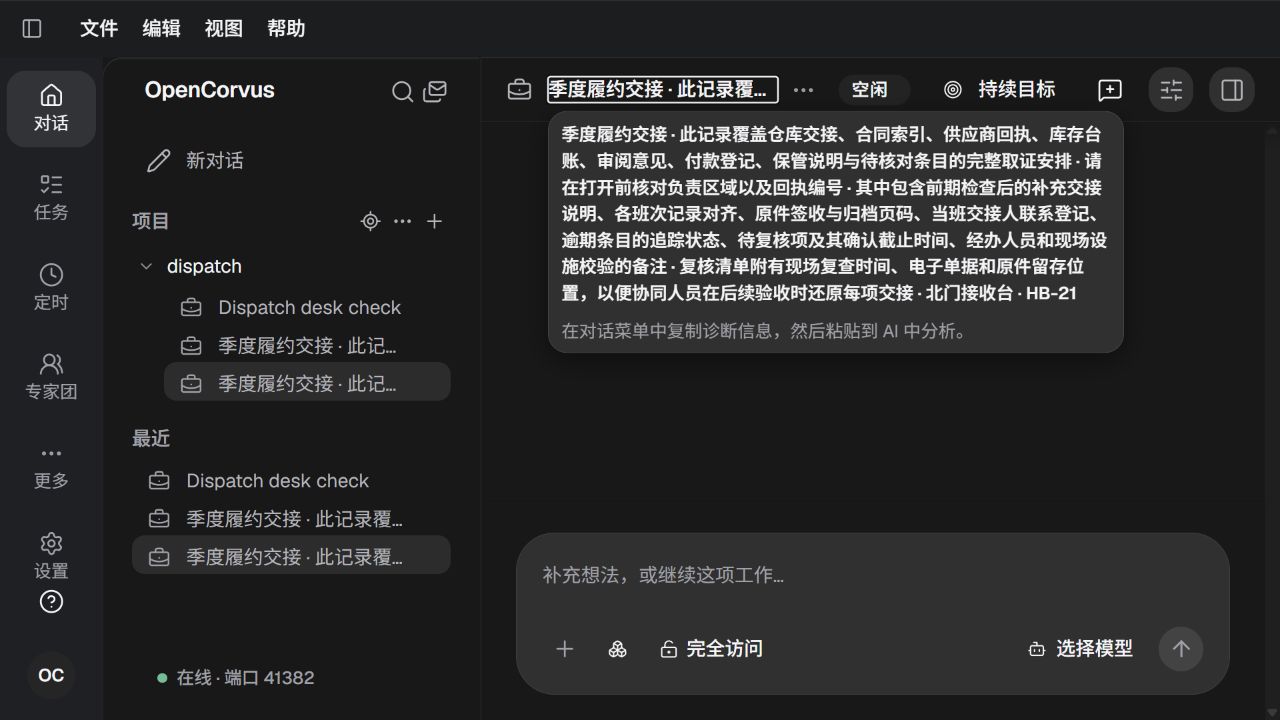 文件 编辑 视图 帮助
对话
任务
定时
专家团
更多
设置
OC
OpenCorvus
新对话
项目
dispatch
Dispatch desk check
季度履约交接 · 此记...
季度履约交接 · 此记...
最近
Dispatch desk check
季度履约交接 · 此记录覆...
季度履约交接 · 此记录覆...
在线 · 端口 41382
季度履约交接 · 此记录覆... 空闲 持续目标
季度履约交接 · 此记录覆盖仓库交接、合同索引、供应商回执、库存台
账、审阅意见、付款登记、保管说明与待核对条目的完整取证安排 · 请
在打开前核对负责区域以及回执编号 · 其中包含前期检查后的补充交接
说明、各班次记录对齐、原件签收与归档页码、当班交接人联系登记、
逾期条目的追踪状态、待复核项及其确认截止时间、经办人员和现场设
施校验的备注 · 复核清单附有现场复查时间、电子单据和原件留存位
置，以便协同人员在后续验收时还原每项交接 · 北门接收台 · HB-21
在对话菜单中复制诊断信息，然后粘贴到 AI 中分析。
补充想法，或继续这项工作...
完全访问 选择模型